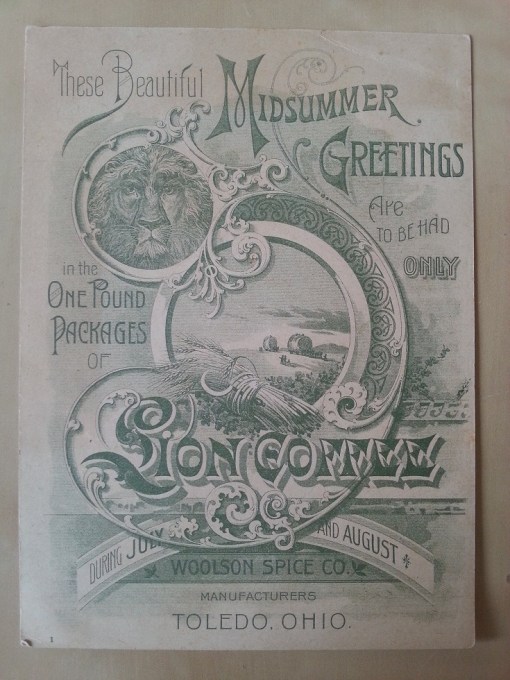 These Beautiful
MIDSUMMER
GREETINGS
Are
TO BE HAD
ONLY
in the
ONE POUND
PACKAGES
OF
LION COFFEE
DURING JULY AND AUGUST
WOOLSON SPICE CO.
MANUFACTURERS
TOLEDO, OHIO.